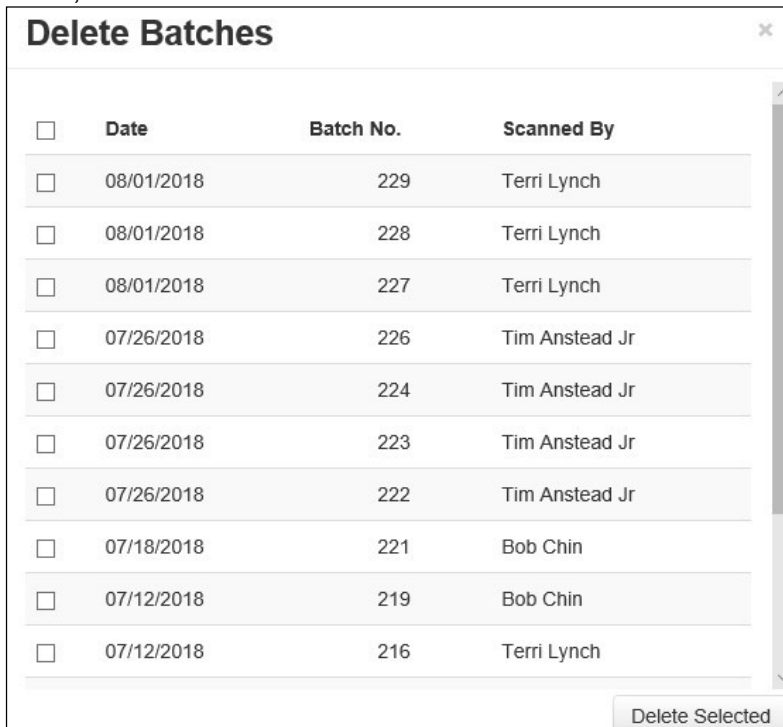 Delete Batches
Date Batch No. Scanned By
08/01/2018 229 Terri Lynch
08/01/2018 228 Terri Lynch
08/01/2018 227 Terri Lynch
07/26/2018 226 Tim Anstead Jr
07/26/2018 224 Tim Anstead Jr
07/26/2018 223 Tim Anstead Jr
07/26/2018 222 Tim Anstead Jr
07/18/2018 221 Bob Chin
07/12/2018 219 Bob Chin
07/12/2018 216 Terri Lynch
Delete Selected